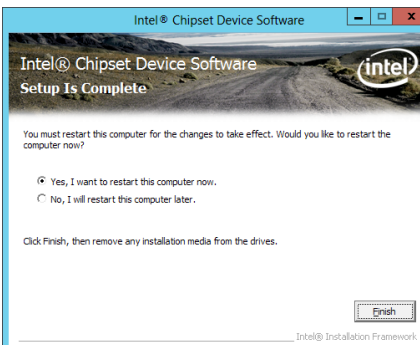 Intel® Chipset Device Software
Intel® Chipset Device Software
intel
Setup Is Complete
You must restart this computer for the changes to take effect. Would you like to restart the
computer now?
Yes, I want to restart this computer now.
No, I will restart this computer later.
Click Finish, then remove any installation media from the drives.
Finish
Intel® Installation Framework